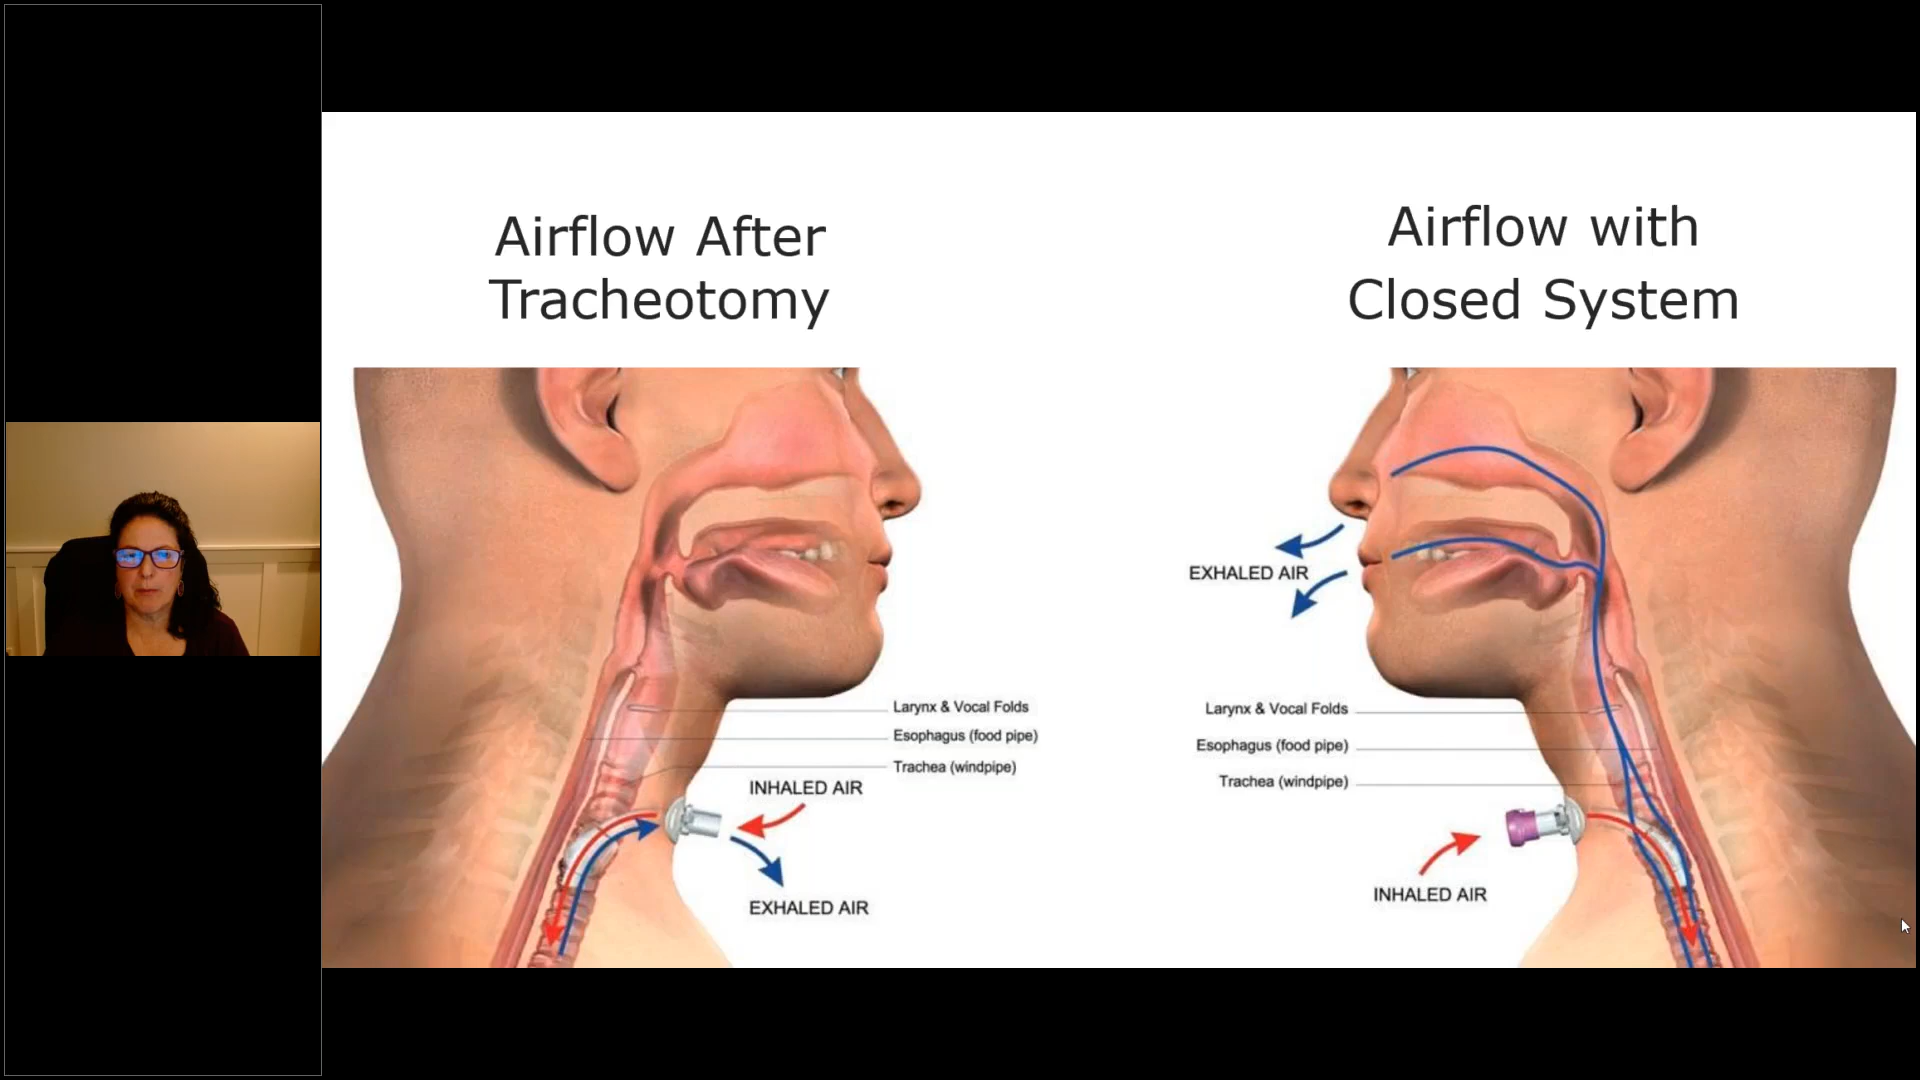 Airflow After
Tracheotomy
Larynx & Vocal Folds
Esophagus (food pipe)
Trachea (windpipe)
INHALED AIR
EXHALED AIR
Airflow with
Closed System
EXHALED AIR
Larynx & Vocal Folds
Esophagus (food pipe)
Trachea (windpipe)
INHALED AIR